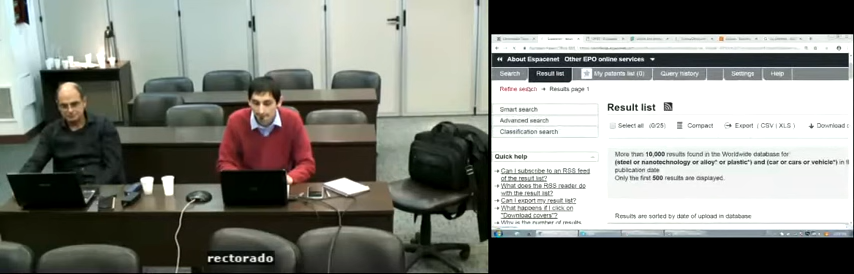 rectorado
About Espacenet Other EPO online services
Search Result list My patents list (0) Query history Settings Help
Refine search → Results page 1
Smart search
Advanced search
Classification search
Quick help
Can I subscribe to an RSS feed
of the result list?
What does the RSS reader do
with the result list?
Can I export my result list?
What happens if I click on
"Download covers"?
Why is the number of results
Result list
Select all (0/25) Compact Export ( CSV | XLS ) Download
More than 10,000 results found in the Worldwide database for
(steel or nanotechnology or alloy* or plastic*) and (car or cars or vehicle*) in
publication date
Only the first 500 results are displayed.
Results are sorted by date of upload in database